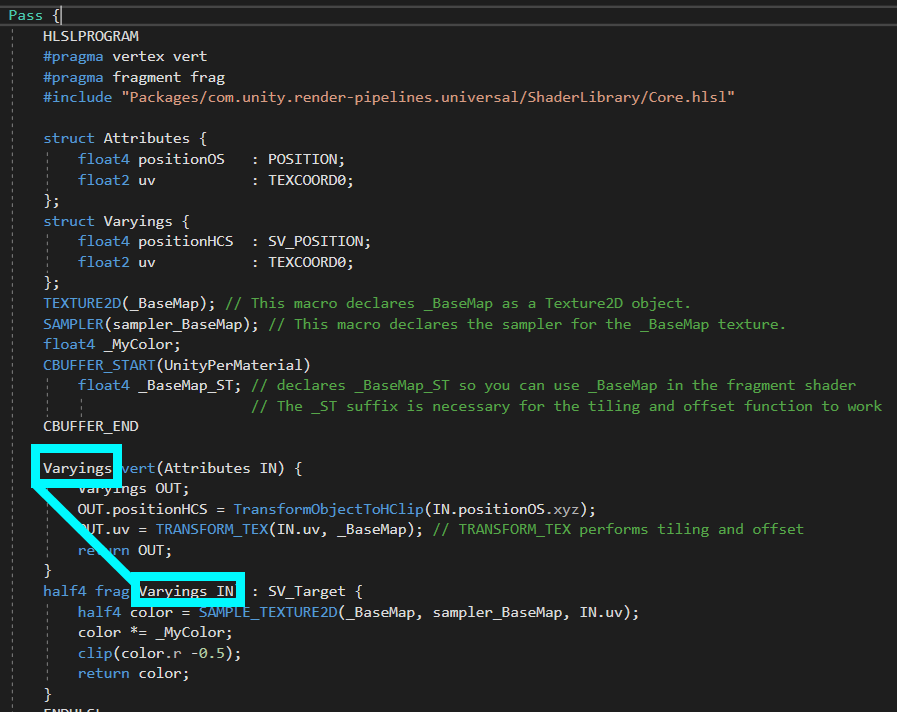 Pass {
HLSLPROGRAM
#pragma vertex vert
#pragma fragment frag
#include "Packages/com.unity.render-pipelines.universal/ShaderLibrary/Core.hlsl"
struct Attributes {
float4 positionOS : POSITION;
float2 uv : TEXCOORD0;
};
struct Varyings {
float4 positionHCS : SV_POSITION;
float2 uv : TEXCOORD0;
};
TEXTURE2D(_BaseMap); // This macro declares _BaseMap as a Texture2D object.
SAMPLER(sampler_BaseMap); // This macro declares the sampler for the _BaseMap texture.
float4 _MyColor;
CBUFFER_START(UnityPerMaterial)
float4 _BaseMap_ST; // declares _BaseMap_ST so you can use _BaseMap in the fragment shader
// The _ST suffix is necessary for the tiling and offset function to work
CBUFFER_END
Varyings vert(Attributes IN) {
Varyings OUT;
OUT.positionHCS = TransformObjectToHClip(IN.positionOS.xyz);
OUT.uv = TRANSFORM_TEX(IN.uv, _BaseMap); // TRANSFORM_TEX performs tiling and offset
return OUT;
}
half4 frag Varyings IN : SV_Target {
half4 color = SAMPLE_TEXTURE2D(_BaseMap, sampler_BaseMap, IN.uv);
color *= _MyColor;
clip(color.r -0.5);
return color;
}